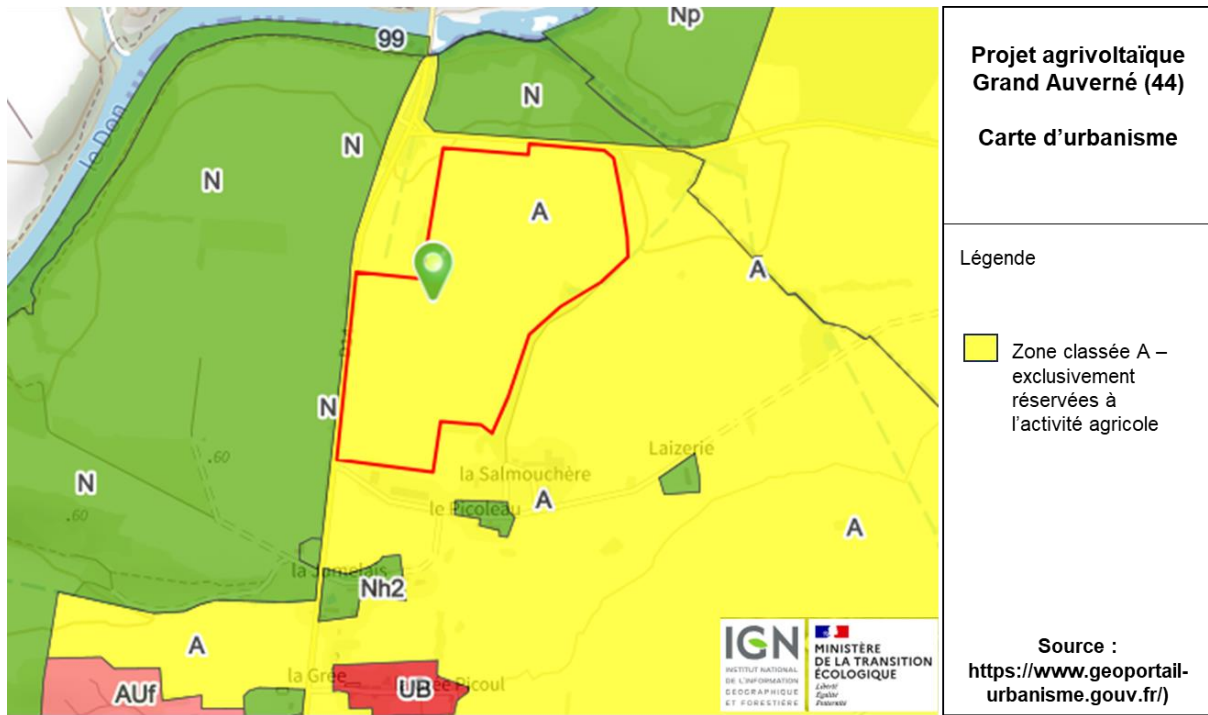 Np
99
N
le Don
N
N
A
A
N
.60
la Salmouchère
Laizerie
N
A
.60
le Picoleau
A
la Jumelais
Nh2
A
la Grée
Picoul
AUf
UB
IGN
INSTITUT NATIONAL
DE L'INFORMATION
GÉOGRAPHIQUE
ET FORESTIÈRE
MINISTÈRE
DE LA TRANSITION
ÉCOLOGIQUE
Liberté
Égalité
Fraternité
Projet agrivoltaïque
Grand Auverné (44)
Carte d'urbanisme
Légende
Zone classée A –
exclusivement
réservées à
l'activité agricole
Source :
https://www.geoportail-
urbanisme.gouv.fr/)